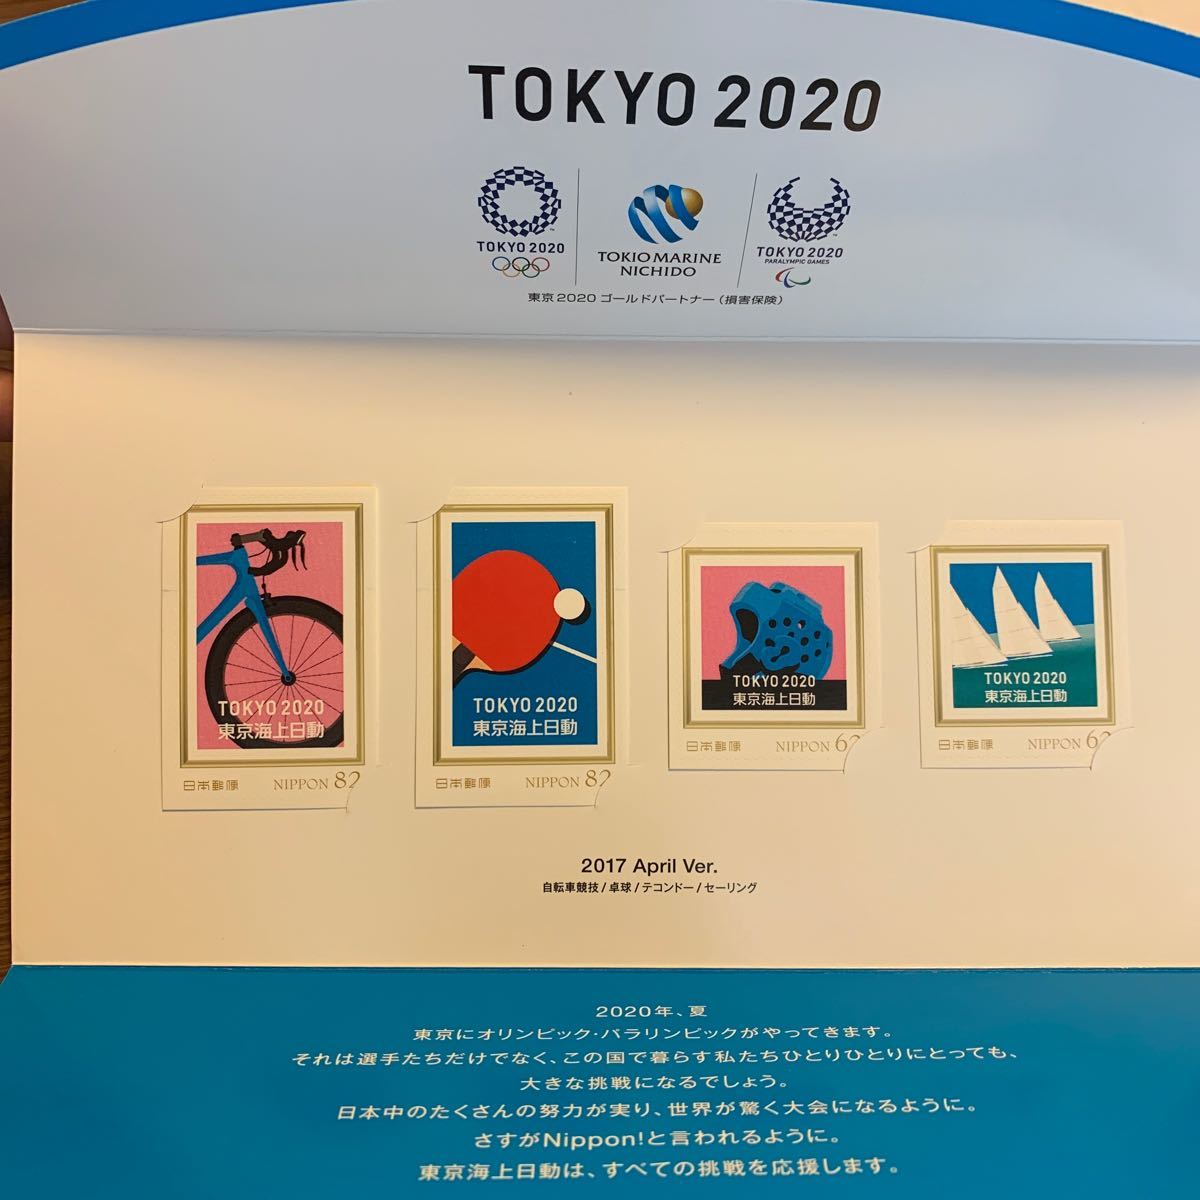 TOKYO 2020
TOKYO 2020
TOKIO MARINE
NICHIDO
TOKYO 2020
PARALYMPIC GAMES
東京2020 ゴールドパートナー(損害保険)
TOKYO 2020
東京海上日動
日本郵便 NIPPON 82
TOKYO 2020
東京海上日動
日本郵便 NIPPON 82
TOKYO 2020
東京海上日動
日本郵便 NIPPON 62
TOKYO 2020
東京海上日動
日本郵便 NIPPON 62
2017 April Ver.
自転車競技/卓球/テコンドー/セーリング
2020年、夏
東京にオリンピック・パラリンピックがやってきます。
それは選手たちだけでなく、この国で暮らす私たちひとりひとりにとっても、
大きな挑戦になるでしょう。
日本中のたくさんの努力が実り、世界が驚く大会になるように。
さすがNippon!と言われるように。
東京海上日動は、すべての挑戦を応援します。